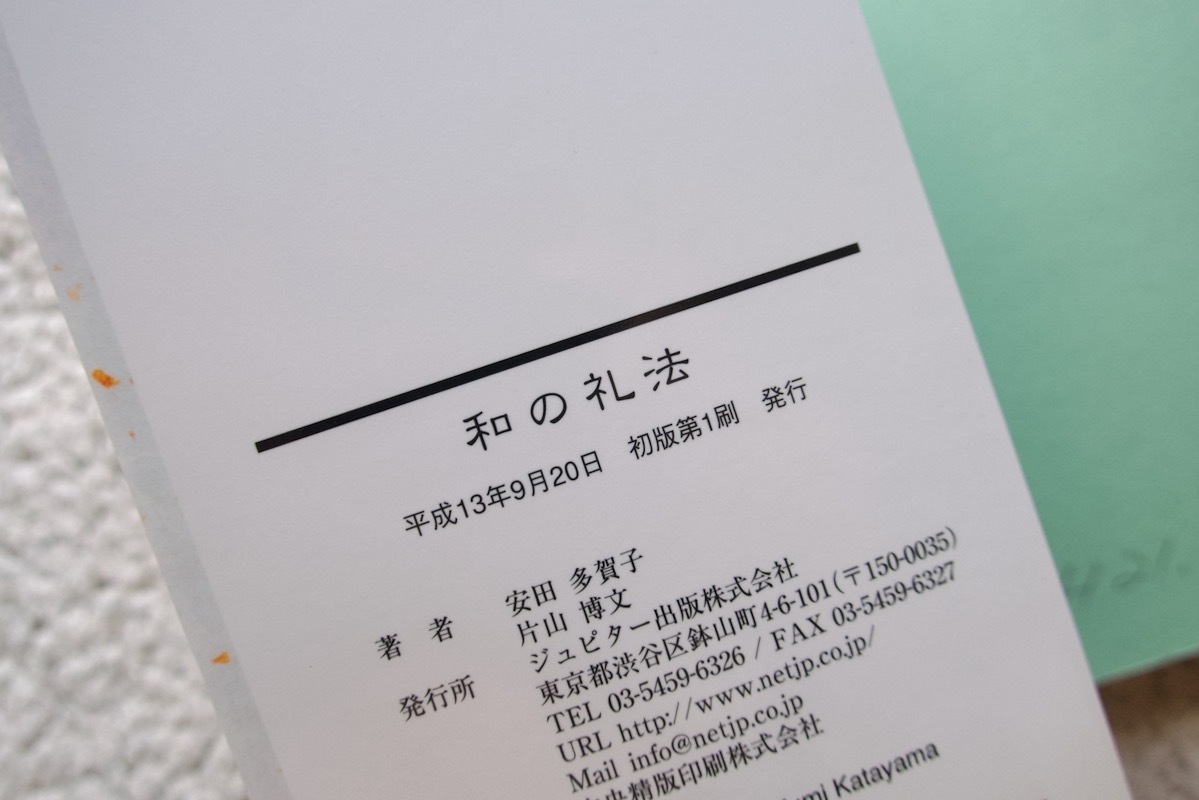 和の礼法
平成13年9月20日 初版第1刷 発行
著者 安田 多賀子
片山 博文
発行所 ジュピター出版株式会社
東京都渋谷区鉢山町4-6-101(〒150-0035)
TEL 03-5459-6326 / FAX 03-5459-6327
URL http://www.netjp.co.jp/
Mail info@netjp.co.jp
央精版印刷株式会社
Katayama